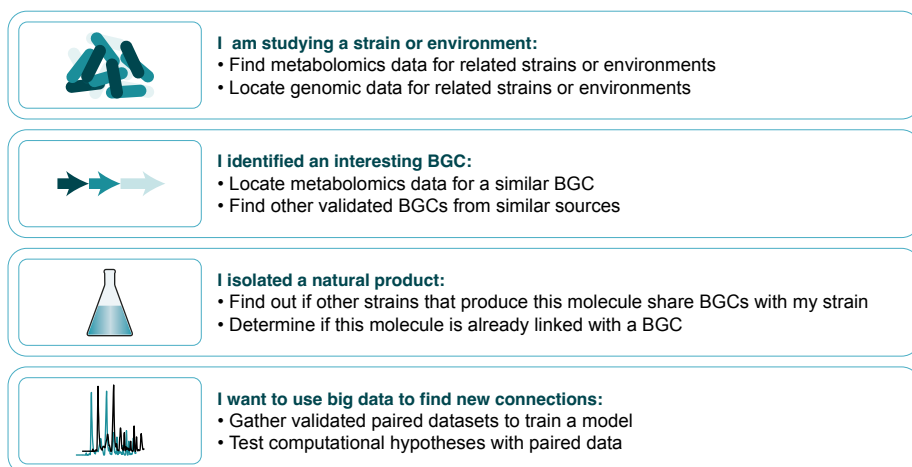 I am studying a strain or environment:
• Find metabolomics data for related strains or environments
• Locate genomic data for related strains or environments
I identified an interesting BGC:
• Locate metabolomics data for a similar BGC
• Find other validated BGCs from similar sources
I isolated a natural product:
• Find out if other strains that produce this molecule share BGCs with my strain
• Determine if this molecule is already linked with a BGC
I want to use big data to find new connections:
• Gather validated paired datasets to train a model
• Test computational hypotheses with paired data